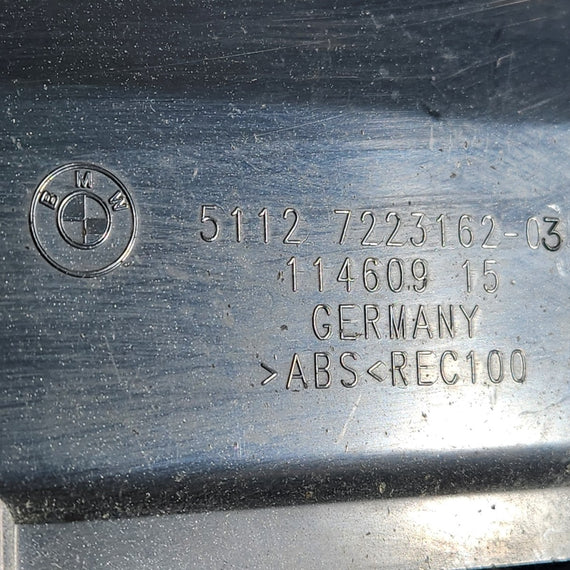 BMW
5112 7223162-03
114609 15
GERMANY
>ABS<REC100